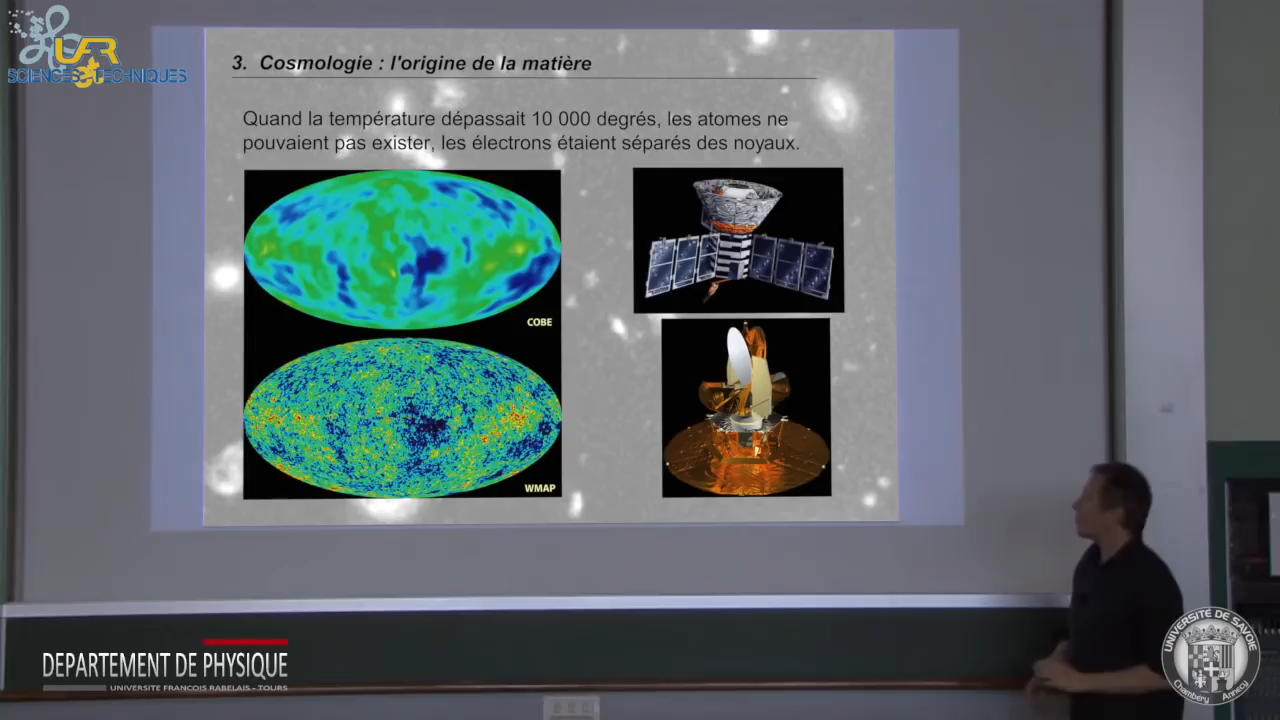 UFR
SCIENCES & TECHNIQUES
3. Cosmologie : l'origine de la matière
Quand la température dépassait 10 000 degrés, les atomes ne
pouvaient pas exister, les électrons étaient séparés des noyaux.
COBE
WMAP
DEPARTEMENT DE PHYSIQUE
UNIVERSITE FRANÇOIS RABELAIS - TOURS
UNIVERSITÉ DE SAVOIE
Chambéry Annecy